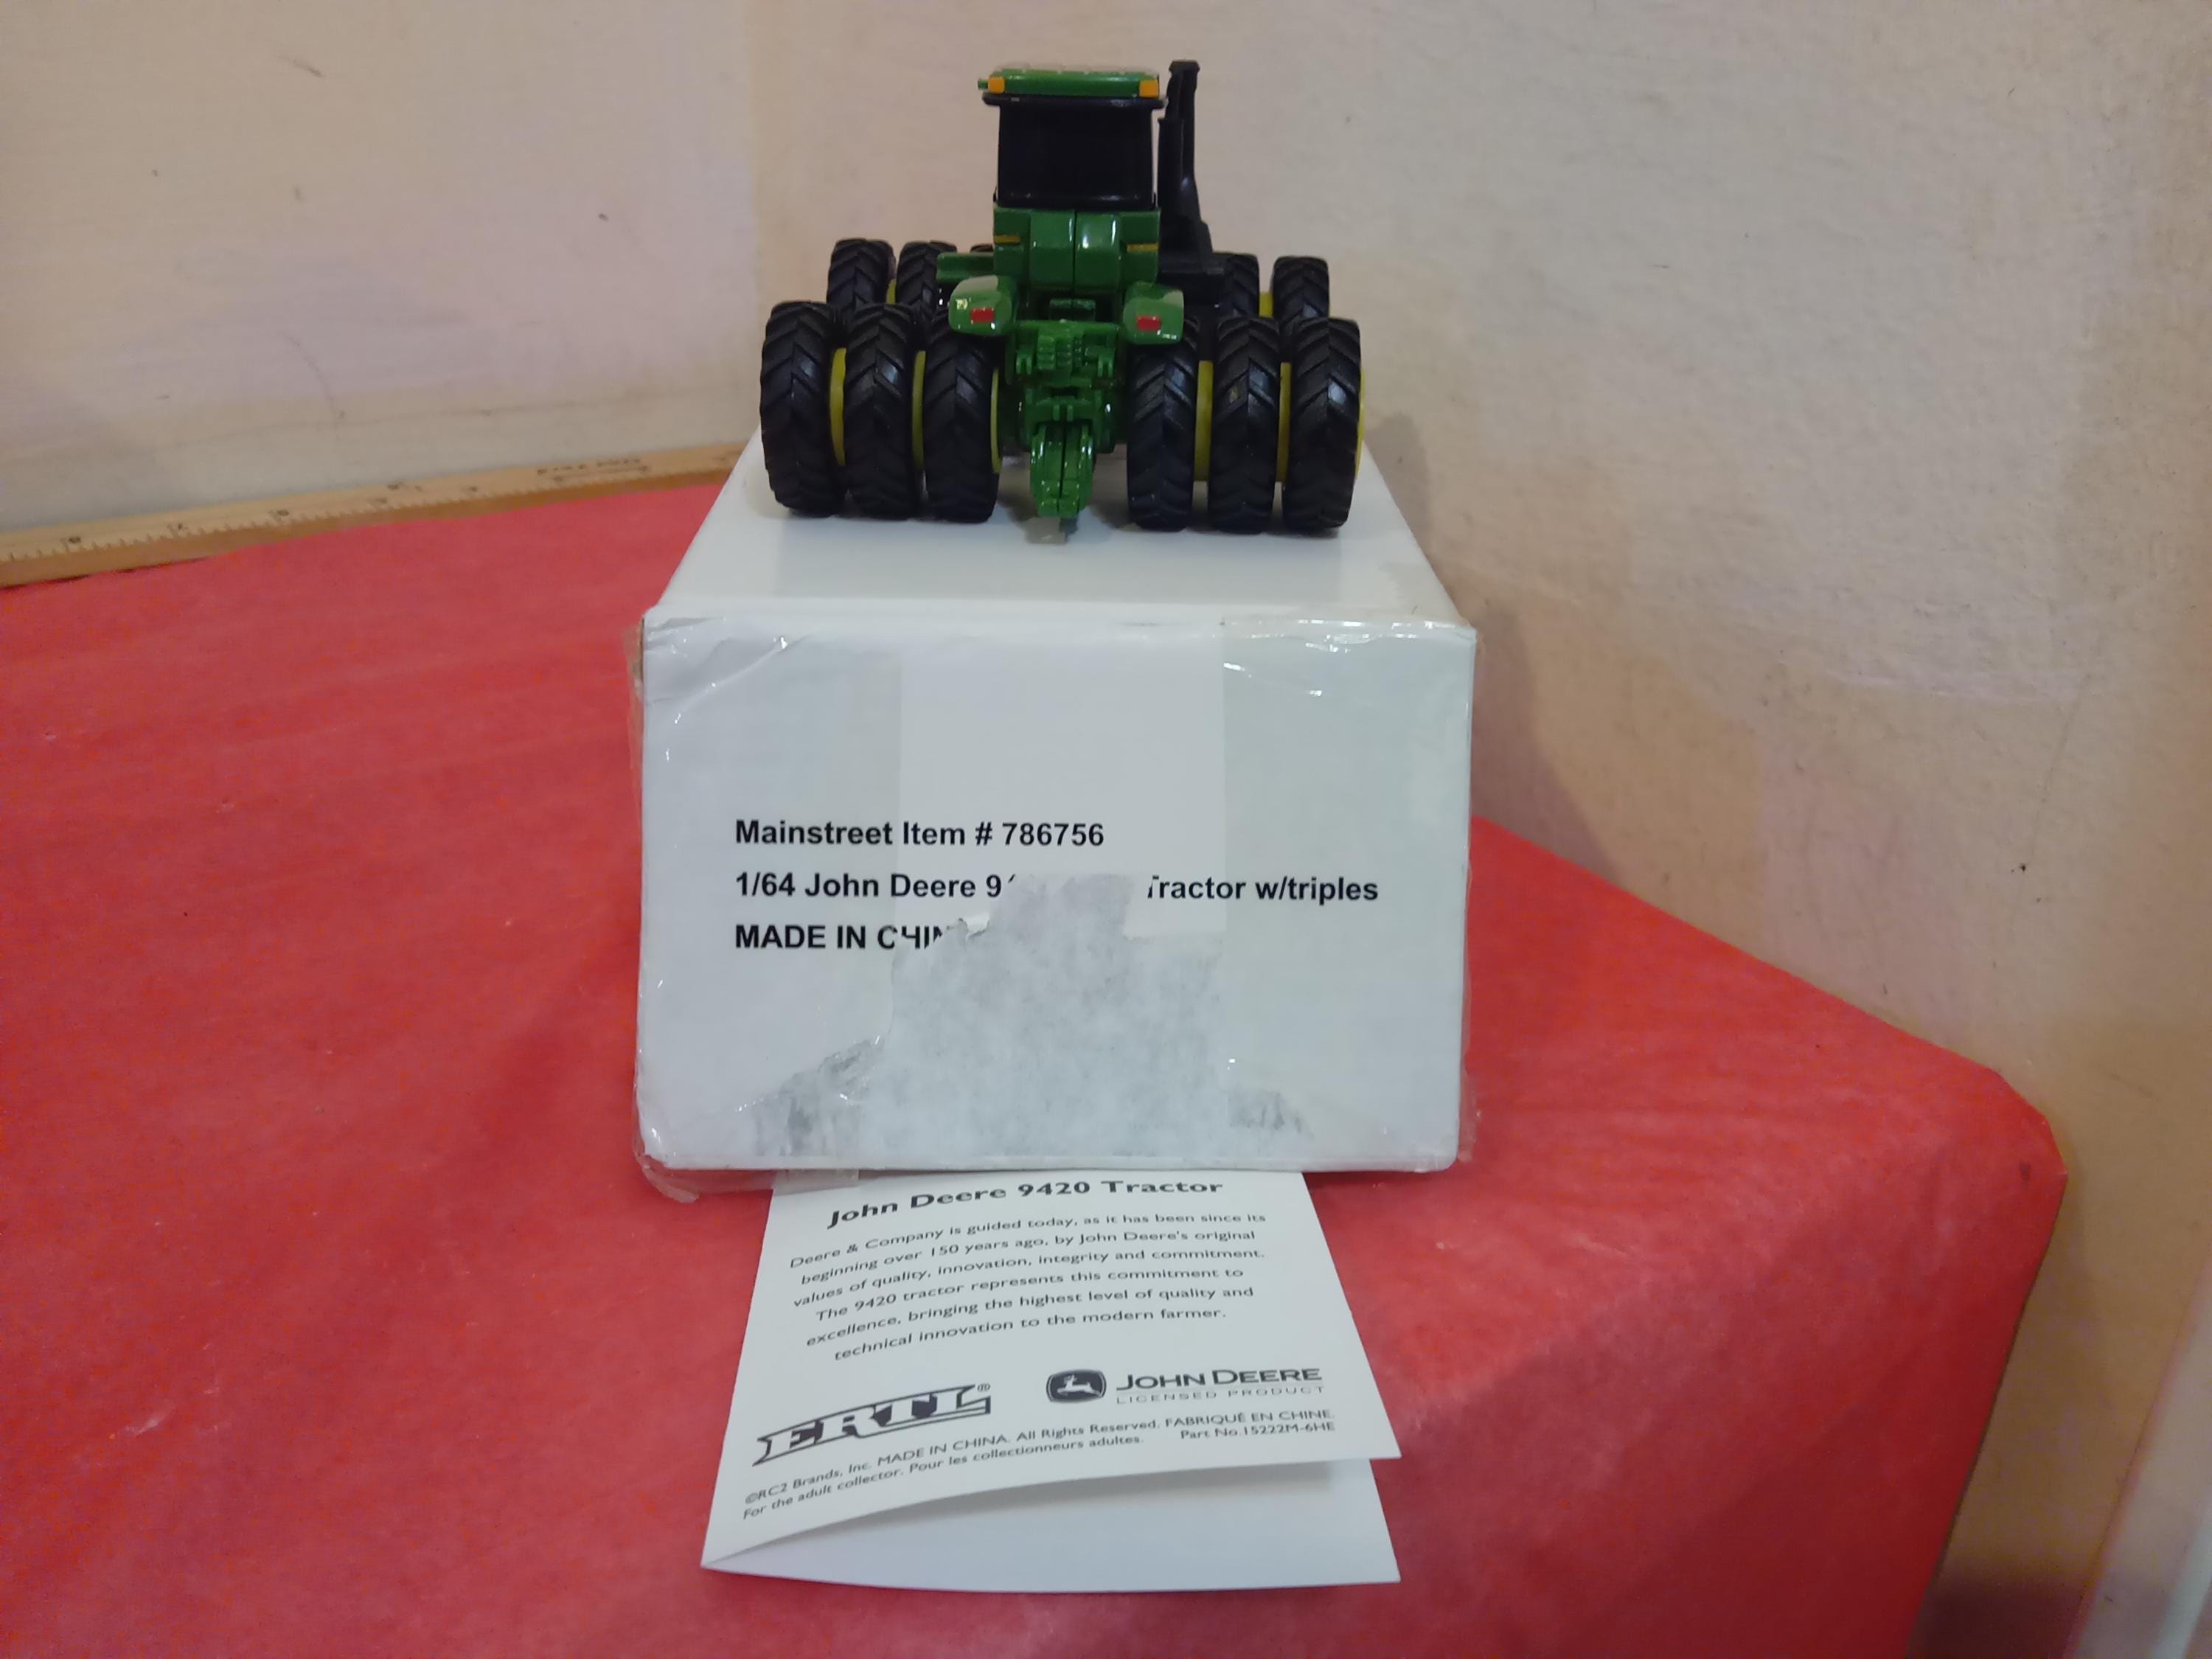 Mainstreet Item # 786756
1/64 John Deere 9 Tractor w/triples
MADE IN CHIN
John Deere 9420 Tractor
Deere & Company is guided today, as it has been since its
beginning over 150 years ago, by John Deere's original
values of quality, innovation, integrity and commitment.
The 9420 tractor represents this commitment to
excellence, bringing the highest level of quality and
technical innovation to the modern farmer.
ERTL®
JOHN DEERE
LICENSED PRODUCT
©RC2 Brands, Inc. MADE IN CHINA. All Rights Reserved. FABRIQUÉ EN CHINE.
For the adult collector. Pour les collectionneurs adultes. Part No.15222M-6HE